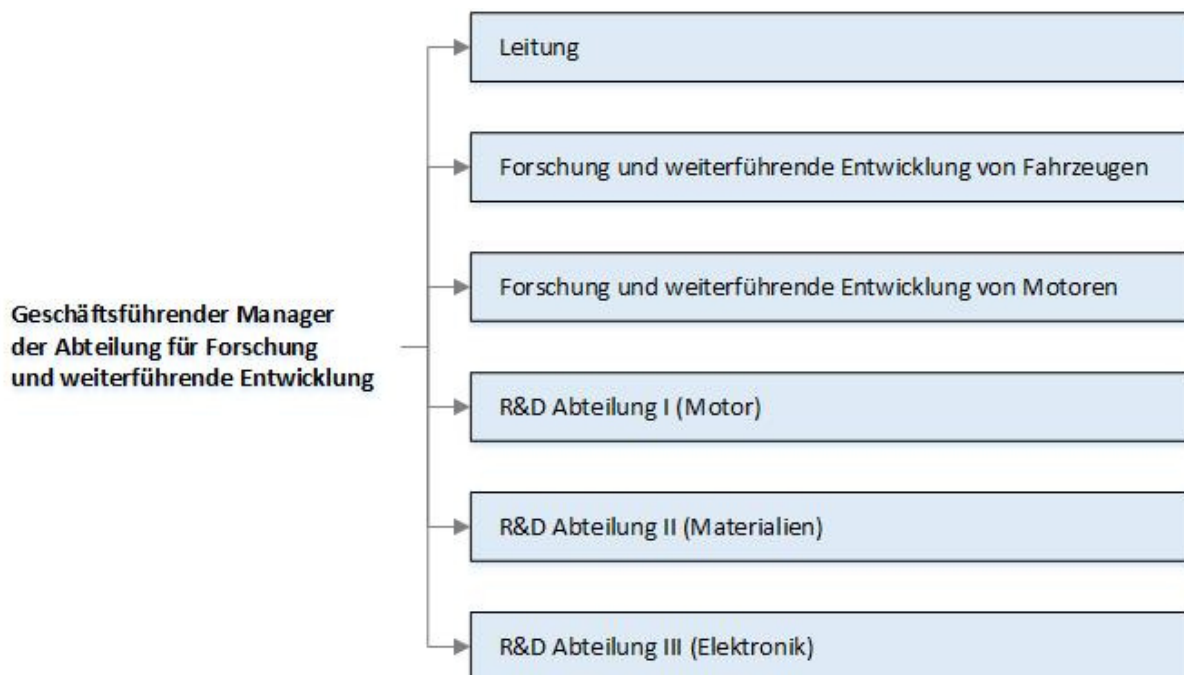 Leitung
Forschung und weiterführende Entwicklung von Fahrzeugen
Forschung und weiterführende Entwicklung von Motoren
Geschäftsführender Manager
der Abteilung für Forschung
und weiterführende Entwicklung
R&D Abteilung I (Motor)
R&D Abteilung II (Materialien)
R&D Abteilung III (Elektronik)